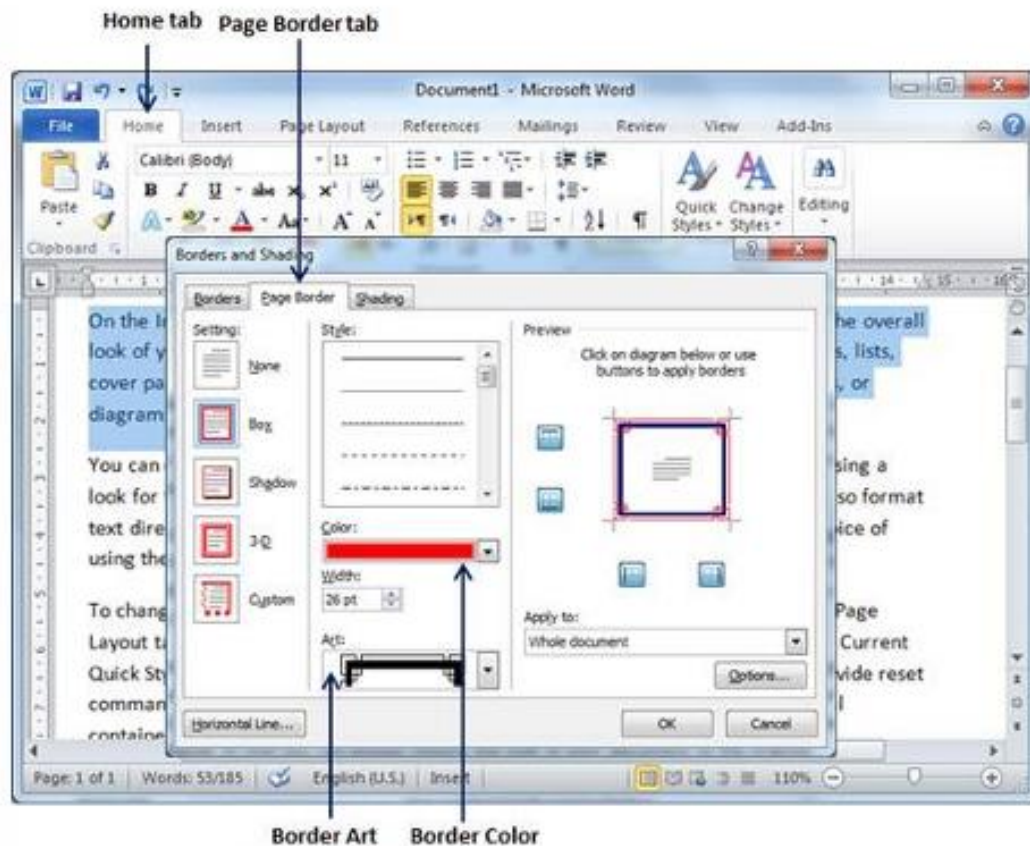 Home tab Page Border tab
Document1 - Microsoft Word
File Home Insert Page Layout References Mailings Review View Add-Ins
Calibri (Body) 11
B I U abe x x
Paste
A A Aa A A
Quick Styles
Change Styles
Editing
Clipboard
Borders and Shading
Borders Page Border Shading
Setting:
None
Box
Shadow
3-D
Custom
Style:
Color:
Width:
26 pt
Art:
Preview
Click on diagram below or use
buttons to apply borders
Apply to:
Whole document
Options...
Horizontal Line...
OK Cancel
On the he overall
look of y s, lists,
cover pa , or
diagram
You can sing a
look for so format
text dire ice of
using the
To chang Page
Layout ta Current
Quick Sty vide reset
comman
containe
Page: 1 of 1 Words: 53/185 English (U.S.) Insert 110%
Border Art Border Color